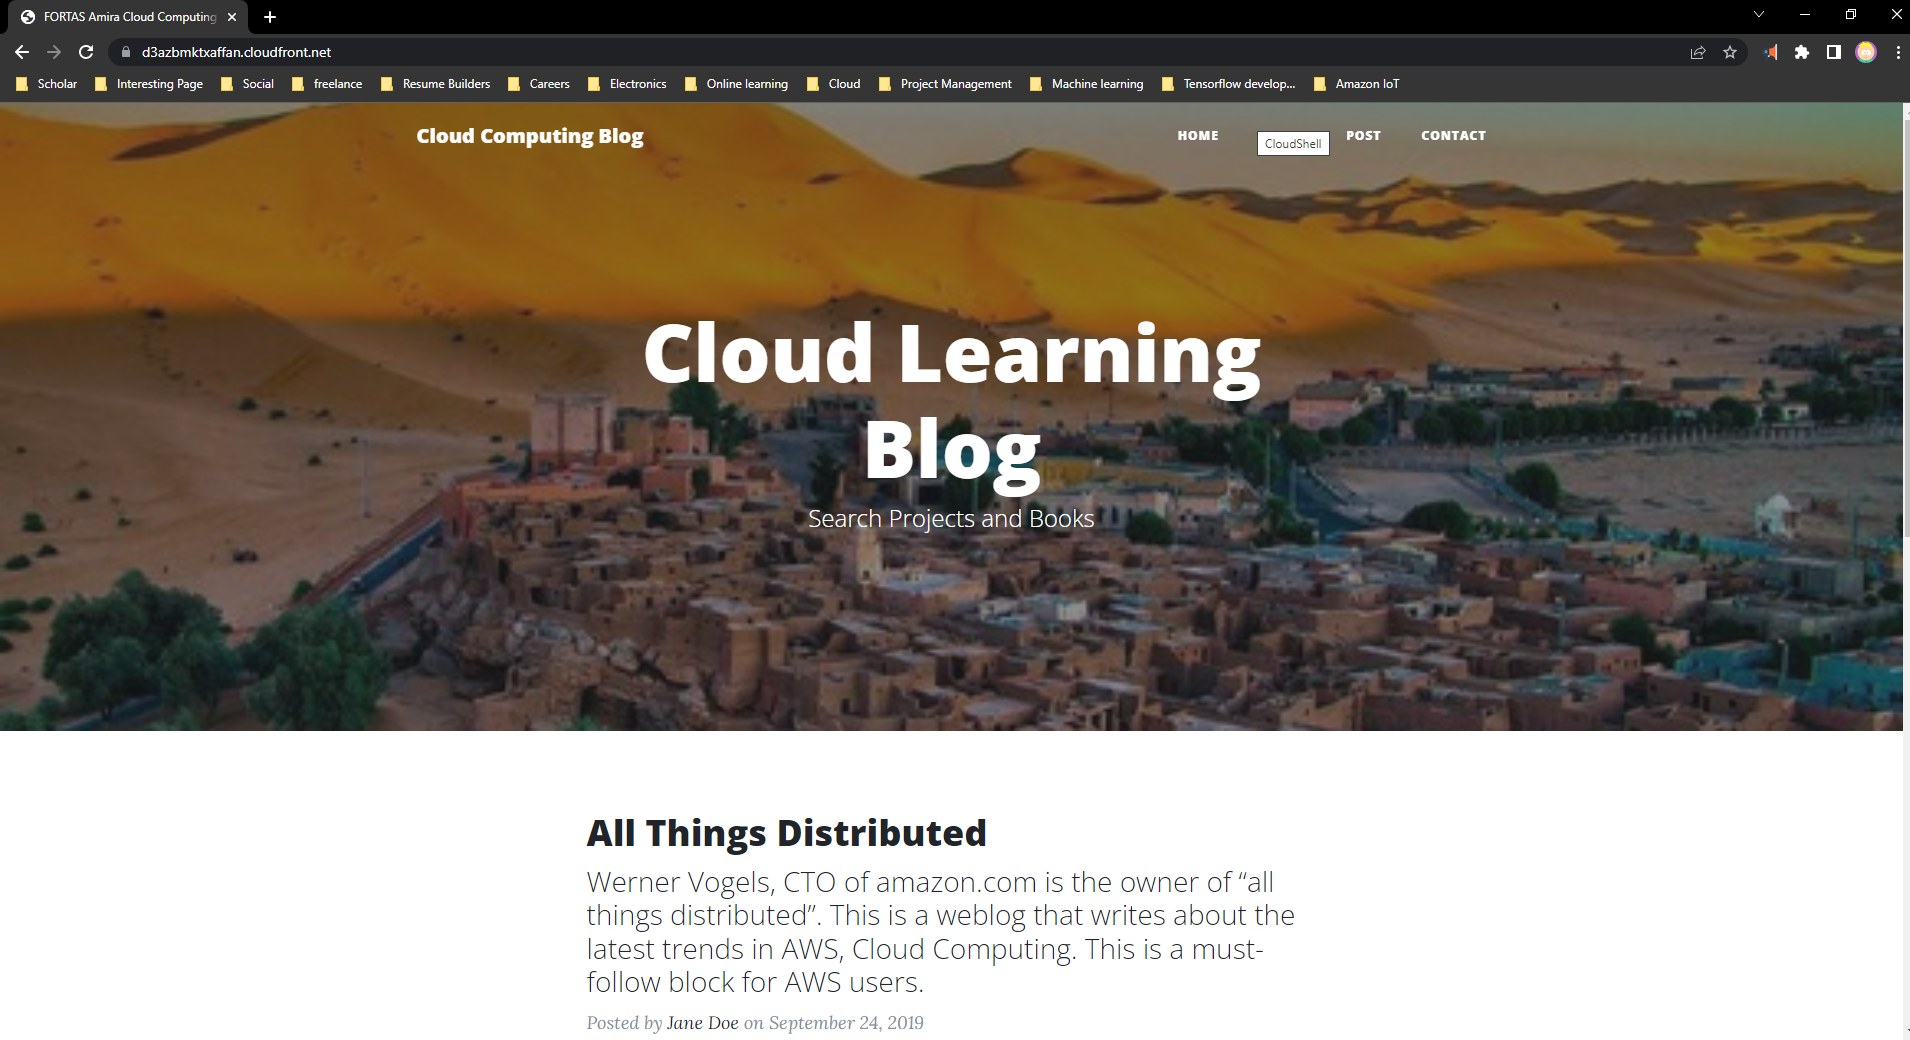 FORTAS Amira Cloud Computing
d3azbmktxaffan.cloudfront.net
Scholar Interesting Page Social freelance Resume Builders Careers Electronics Online learning Cloud Project Management Machine learning Tensorflow develop... Amazon IoT
Cloud Computing Blog HOME CloudShell POST CONTACT
Cloud Learning
Blog
Search Projects and Books
All Things Distributed
Werner Vogels, CTO of amazon.com is the owner of “all
things distributed”. This is a weblog that writes about the
latest trends in AWS, Cloud Computing. This is a must-
follow block for AWS users.
Posted by Jane Doe on September 24, 2019